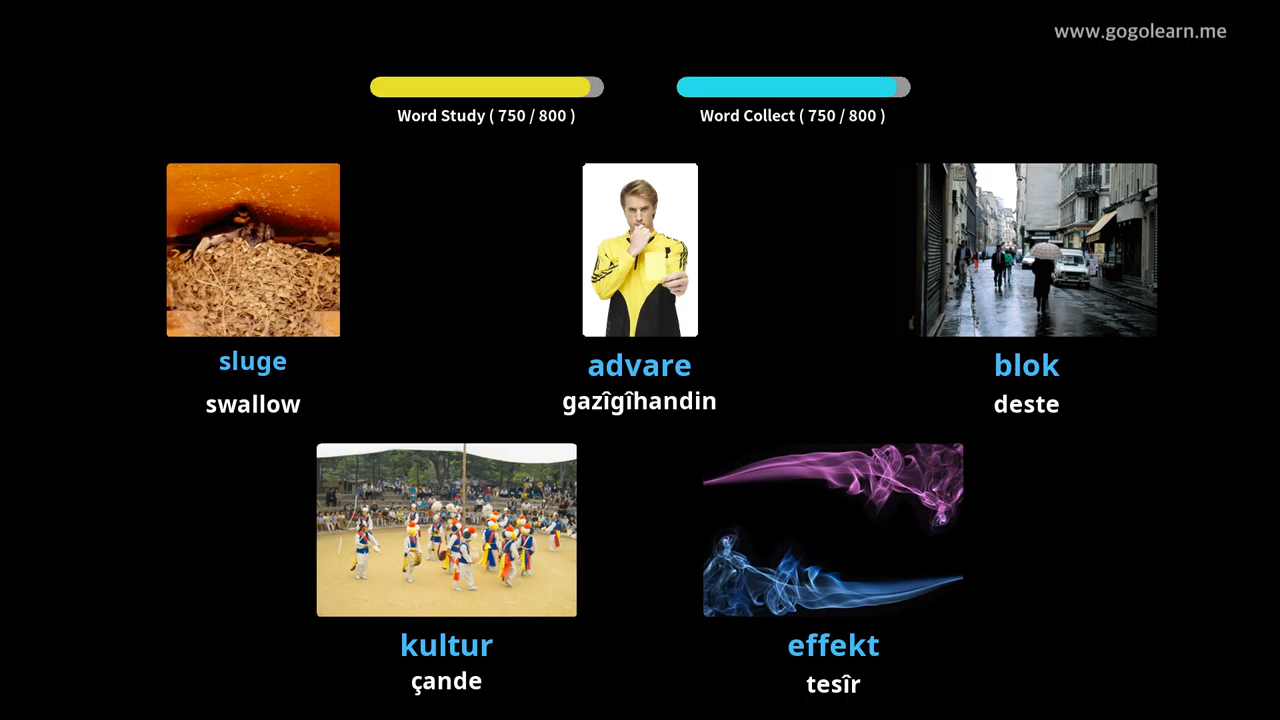 www.gogolearn.me
Word Study ( 750 / 800 )
Word Collect ( 750 / 800 )
sluge
swallow
advare
gazîgîhandin
blok
deste
kultur
çande
effekt
tesîr